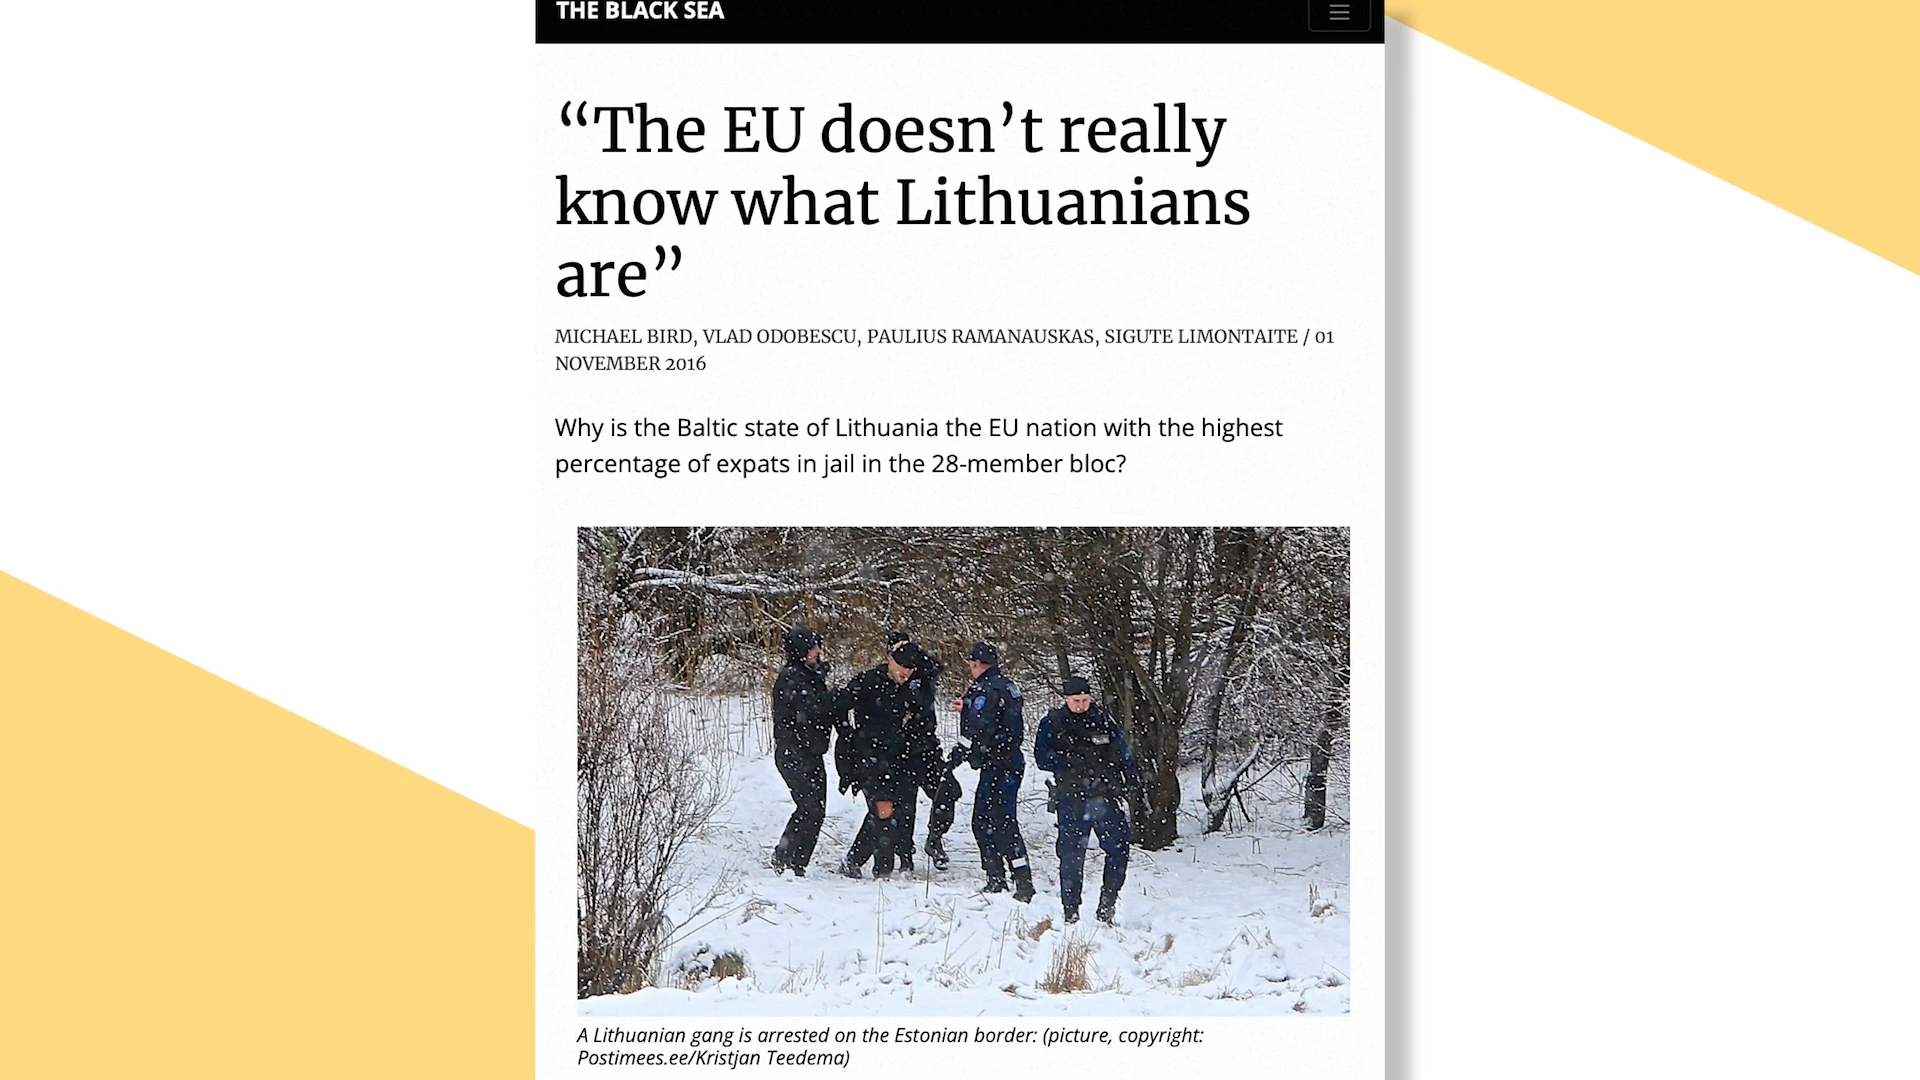 THE BLACK SEA
“The EU doesn’t really
know what Lithuanians
are”
MICHAEL BIRD, VLAD ODOBESCU, PAULIUS RAMANAUSKAS, SIGUTE LIMONTAITE / 01
NOVEMBER 2016
Why is the Baltic state of Lithuania the EU nation with the highest
percentage of expats in jail in the 28-member bloc?
A Lithuanian gang is arrested on the Estonian border: (picture, copyright:
Postimees.ee/Kristjan Teedema)